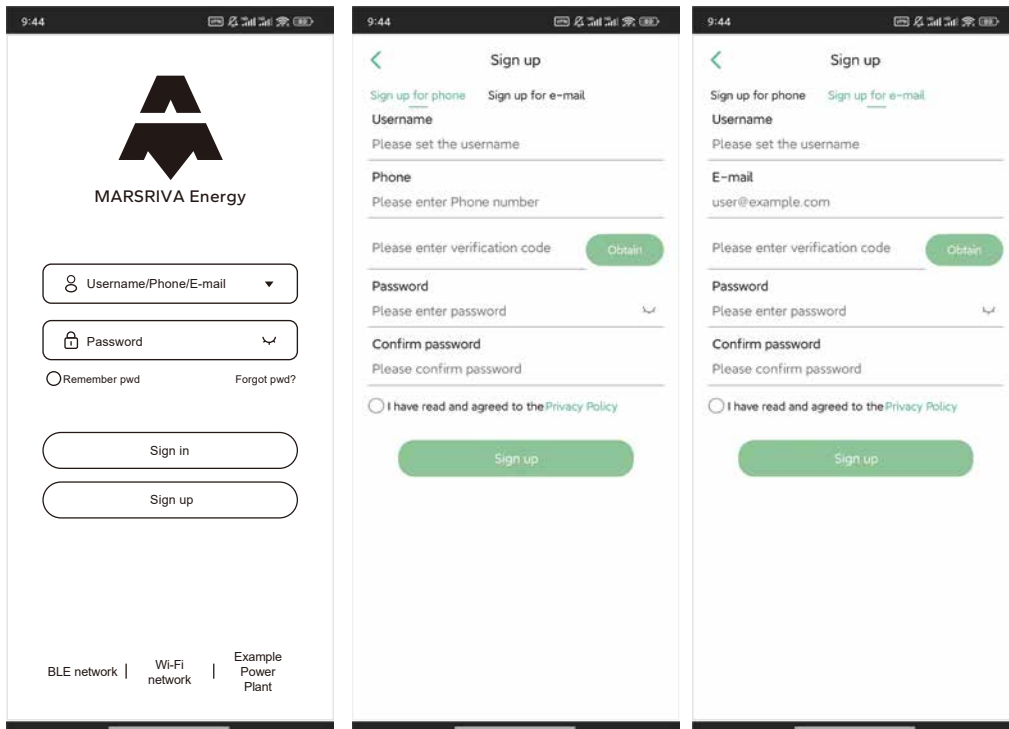 9:44
MARSRIVA Energy
Username/Phone/E-mail
Password
Remember pwd
Forgot pwd?
Sign in
Sign up
BLE network
Wi-Fi
network
Example
Power
Plant
9:44
Sign up
Sign up for phone
Sign up for e-mail
Username
Please set the username
Phone
Please enter Phone number
Please enter verification code
Obtain
Password
Please enter password
Confirm password
Please confirm password
I have read and agreed to the Privacy Policy
Sign up
9:44
Sign up
Sign up for phone
Sign up for e-mail
Username
Please set the username
E-mail
user@example.com
Please enter verification code
Obtain
Password
Please enter password
Confirm password
Please confirm password
I have read and agreed to the Privacy Policy
Sign up